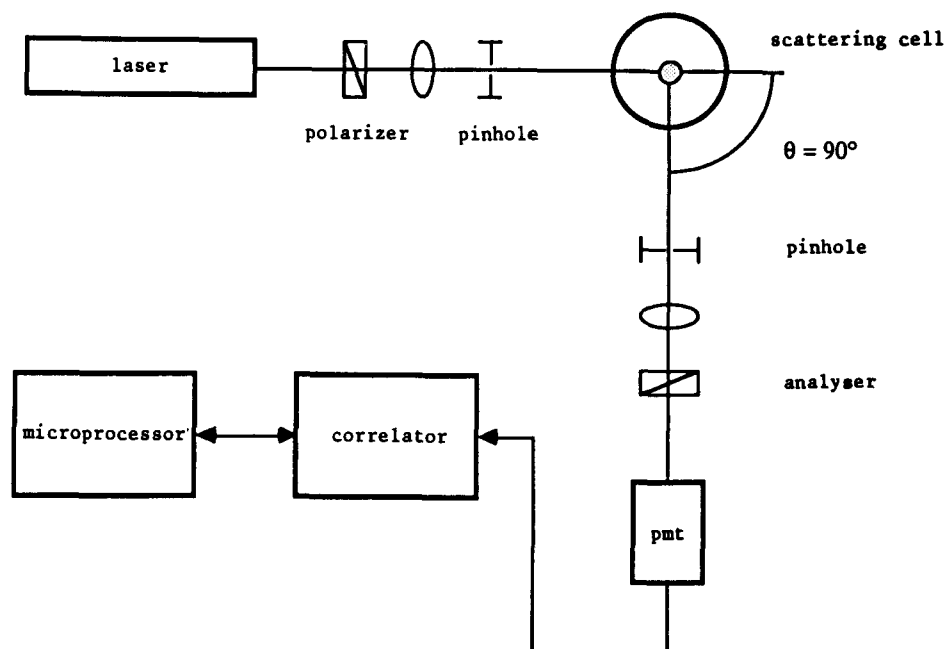 laser
scattering cell
polarizer
pinhole
θ = 90°
pinhole
analyser
microprocessor
correlator
pmt